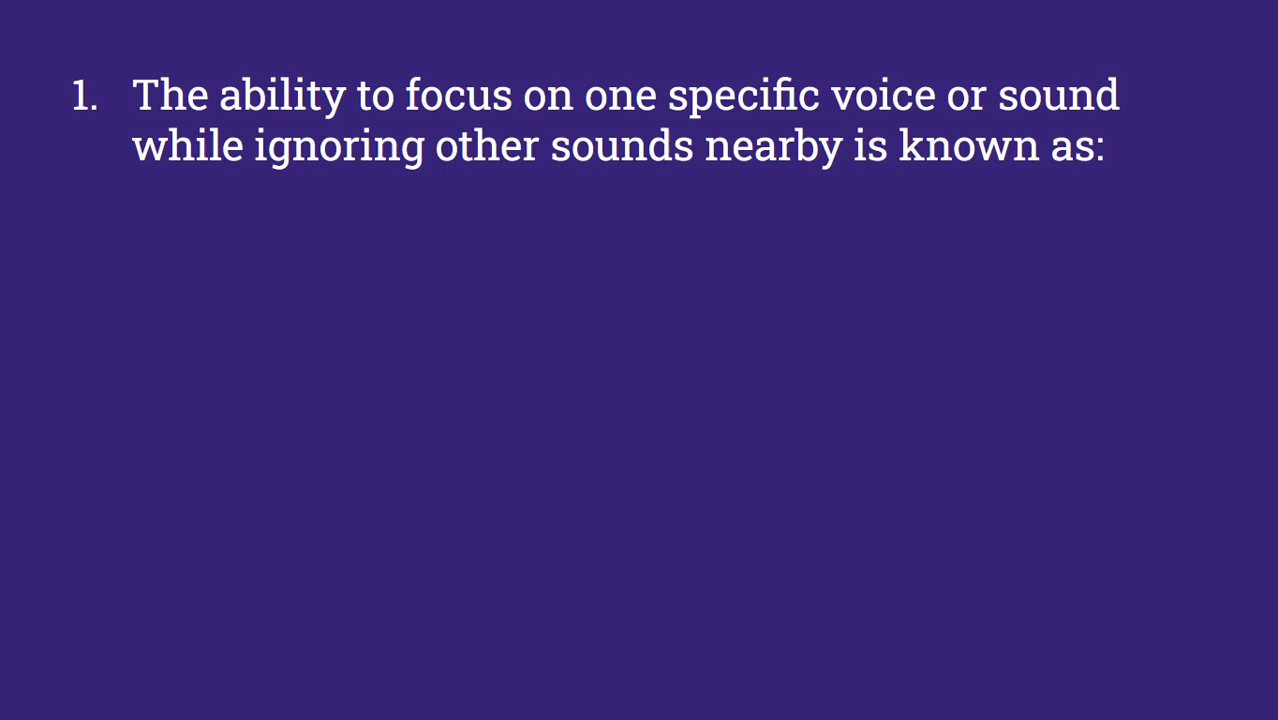 1. The ability to focus on one specific voice or sound
while ignoring other sounds nearby is known as: